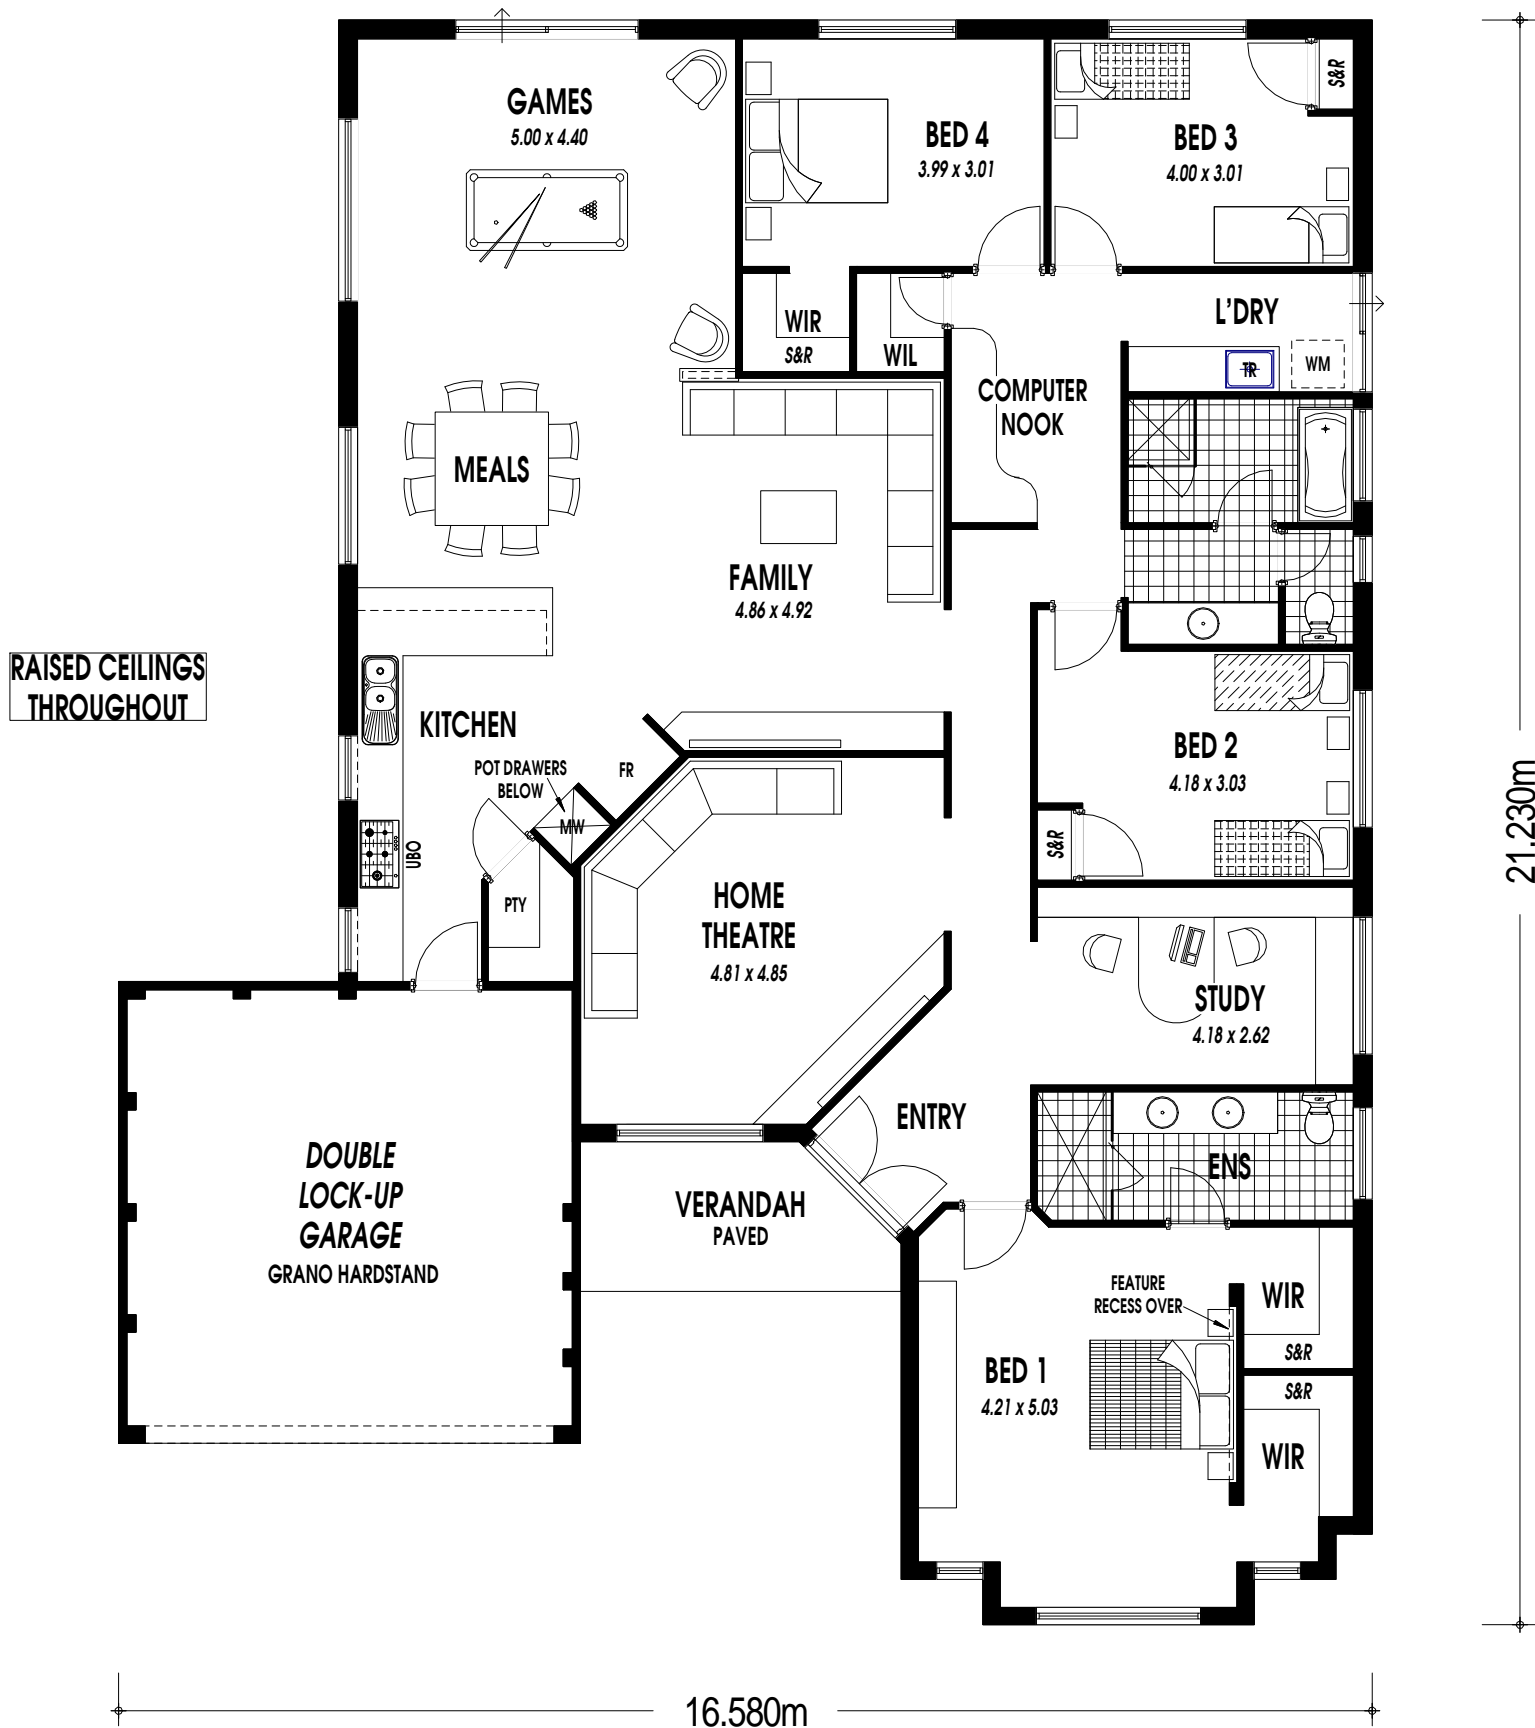 GAMES
5.00 x 4.40
BED 4
3.99 x 3.01
BED 3
4.00 x 3.01
S&R
WIR
S&R
WIL
L'DRY
TR
WM
COMPUTER
NOOK
MEALS
FAMILY
4.86 x 4.92
RAISED CEILINGS
THROUGHOUT
KITCHEN
POT DRAWERS
BELOW
FR
MW
UBO
PTY
BED 2
4.18 x 3.03
S&R
HOME
THEATRE
4.81 x 4.85
STUDY
4.18 x 2.62
21.230m
ENTRY
ENS
DOUBLE
LOCK-UP
GARAGE
GRANO HARDSTAND
VERANDAH
PAVED
FEATURE
RECESS OVER
WIR
S&R
BED 1
4.21 x 5.03
S&R
WIR
16.580m